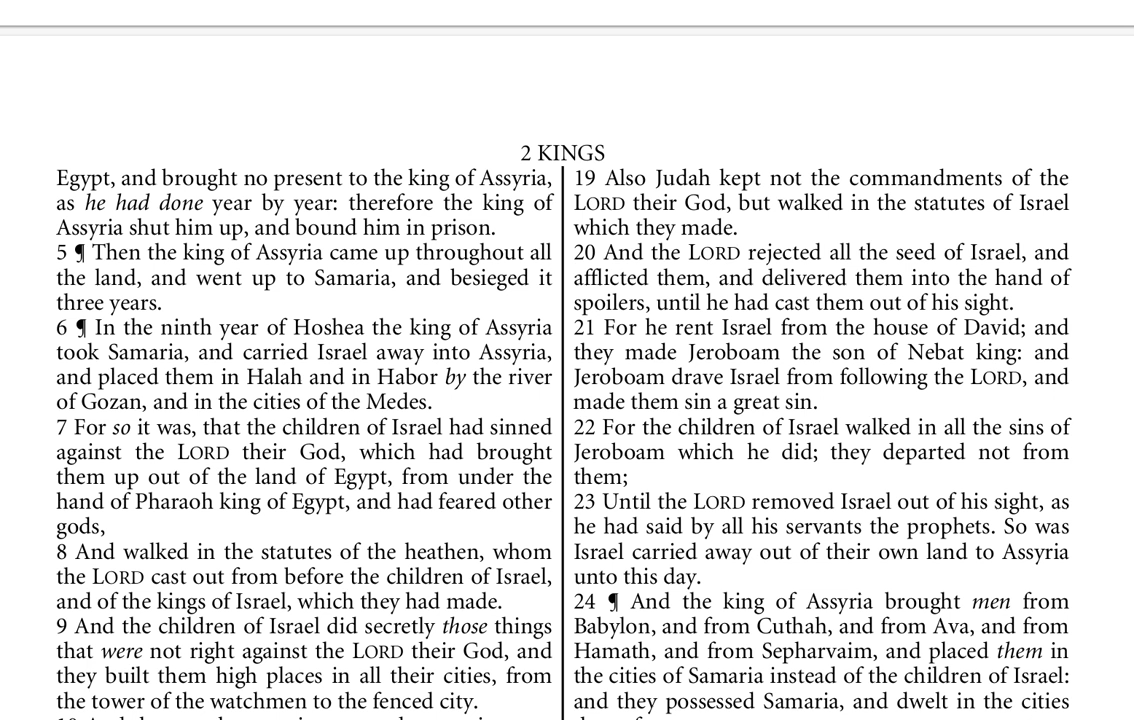 2 KINGS
Egypt, and brought no present to the king of Assyria,
as he had done year by year: therefore the king of
Assyria shut him up, and bound him in prison.
5 ¶ Then the king of Assyria came up throughout all
the land, and went up to Samaria, and besieged it
three years.
6 ¶ In the ninth year of Hoshea the king of Assyria
took Samaria, and carried Israel away into Assyria,
and placed them in Halah and in Habor by the river
of Gozan, and in the cities of the Medes.
7 For so it was, that the children of Israel had sinned
against the LORD their God, which had brought
them up out of the land of Egypt, from under the
hand of Pharaoh king of Egypt, and had feared other
gods,
8 And walked in the statutes of the heathen, whom
the LORD cast out from before the children of Israel,
and of the kings of Israel, which they had made.
9 And the children of Israel did secretly those things
that were not right against the LORD their God, and
they built them high places in all their cities, from
the tower of the watchmen to the fenced city.
19 Also Judah kept not the commandments of the
LORD their God, but walked in the statutes of Israel
which they made.
20 And the LORD rejected all the seed of Israel, and
afflicted them, and delivered them into the hand of
spoilers, until he had cast them out of his sight.
21 For he rent Israel from the house of David; and
they made Jeroboam the son of Nebat king: and
Jeroboam drave Israel from following the LORD, and
made them sin a great sin.
22 For the children of Israel walked in all the sins of
Jeroboam which he did; they departed not from
them;
23 Until the LORD removed Israel out of his sight, as
he had said by all his servants the prophets. So was
Israel carried away out of their own land to Assyria
unto this day.
24 ¶ And the king of Assyria brought men from
Babylon, and from Cuthah, and from Ava, and from
Hamath, and from Sepharvaim, and placed them in
the cities of Samaria instead of the children of Israel:
and they possessed Samaria, and dwelt in the cities